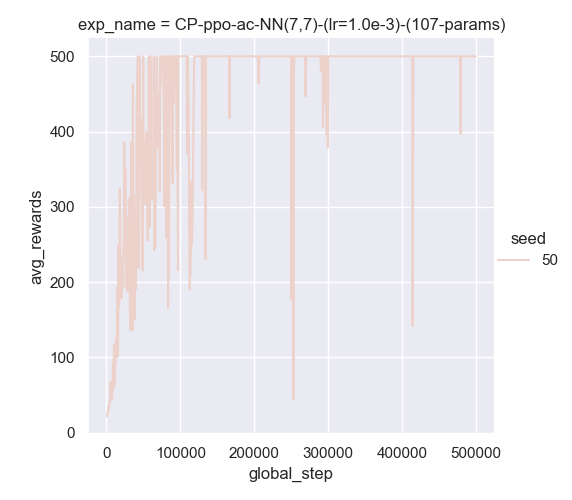 exp_name = CP-ppo-ac-NN(7,7)-(lr=1.0e-3)-(107-params)
500
400
300
200
100
0
avg_rewards
0 100000 200000 300000 400000 500000
global_step
seed
50